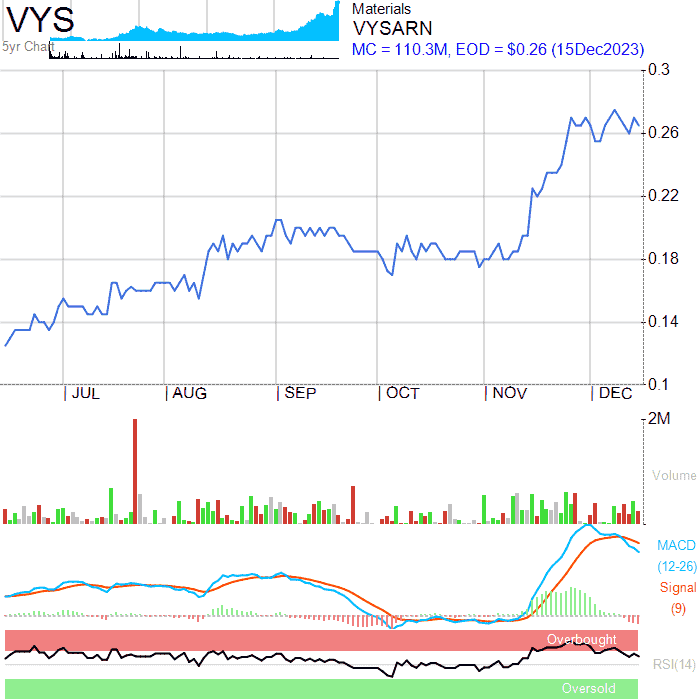 VYS
5yr Chart
Materials
VYSARN
MC = 110.3M, EOD = $0.26 (15Dec2023)
0.3
0.26
0.22
0.18
0.14
0.1
JUL AUG SEP OCT NOV DEC
2M
Volume
MACD
(12-26)
Signal
(9)
Overbought
RSI(14)
Oversold